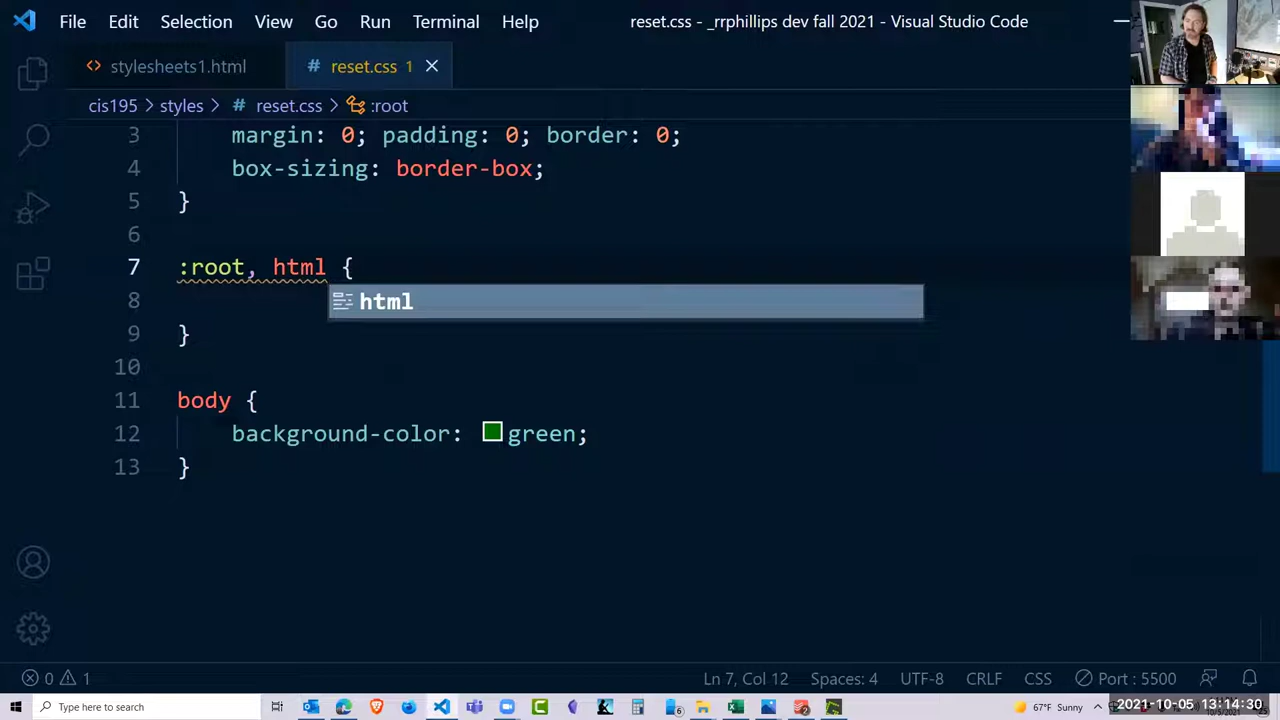 File Edit Selection View Go Run Terminal Help reset.css - _rrphillips dev fall 2021 - Visual Studio Code
<> stylesheets1.html # reset.css 1
cis195 > styles > # reset.css > :root
3 margin: 0; padding: 0; border: 0;
4 box-sizing: border-box;
5 }
6
7 :root, html {
8 html
9 }
10
11 body {
12 background-color: green;
13 }
0 1 Ln 7, Col 12 Spaces: 4 UTF-8 CRLF CSS Port : 5500
Type here to search 67°F Sunny 2021-10-05 13:14:30